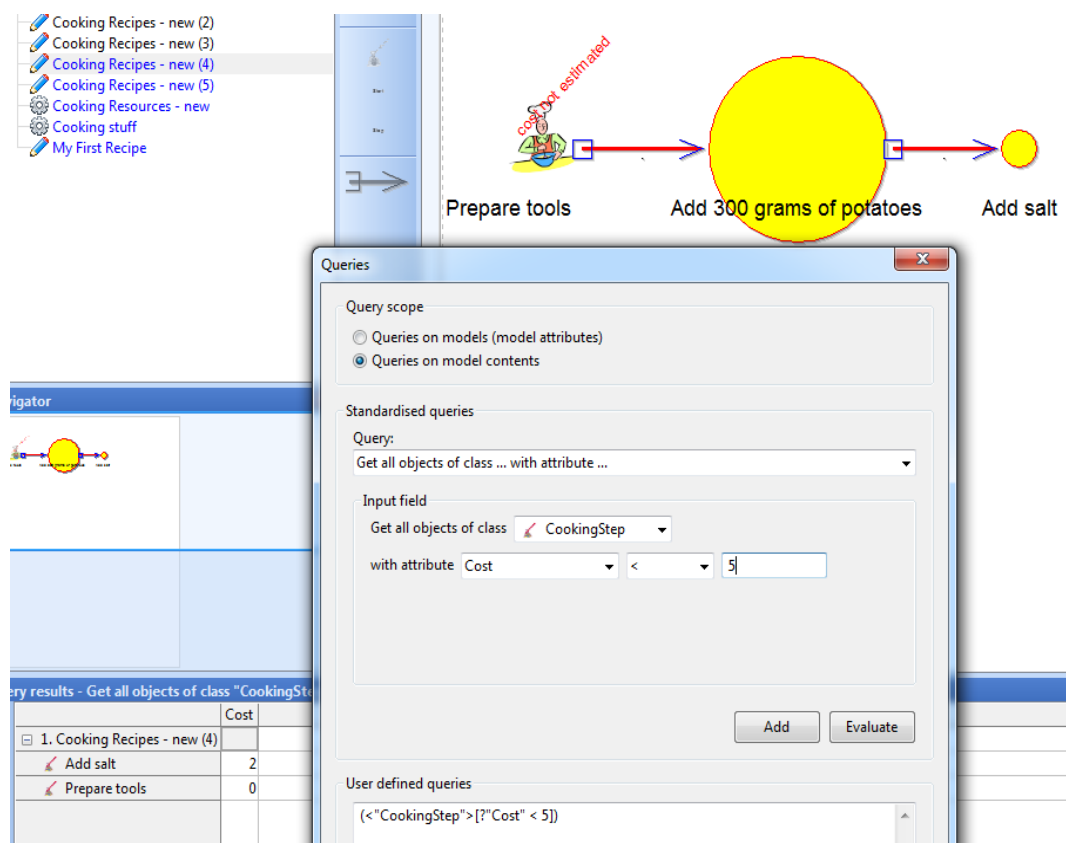 Cooking Recipes - new (2)
Cooking Recipes - new (3)
Cooking Recipes - new (4)
Cooking Recipes - new (5)
Cooking Resources - new
Cooking stuff
My First Recipe
cost not estimated
Prepare tools
Add 300 grams of potatoes
Add salt
Queries
Query scope
Queries on models (model attributes)
Queries on model contents
Standardised queries
Query:
Get all objects of class ... with attribute ...
Input field
Get all objects of class CookingStep
with attribute Cost < 5
Add Evaluate
User defined queries
(<"CookingStep">[?"Cost" < 5])
vigator
ery results - Get all objects of class "CookingSte
Cost
1. Cooking Recipes - new (4)
Add salt 2
Prepare tools 0